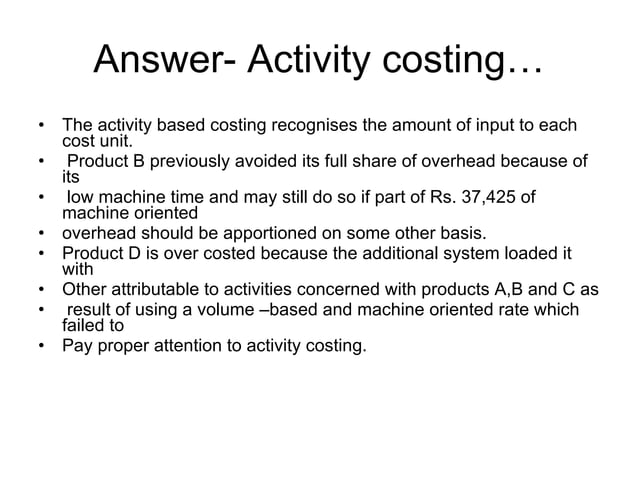 Answer- Activity costing…
• The activity based costing recognises the amount of input to each
cost unit.
• Product B previously avoided its full share of overhead because of
its
• low machine time and may still do so if part of Rs. 37,425 of
machine oriented
• overhead should be apportioned on some other basis.
• Product D is over costed because the additional system loaded it
with
• Other attributable to activities concerned with products A,B and C as
• result of using a volume –based and machine oriented rate which
failed to
• Pay proper attention to activity costing.